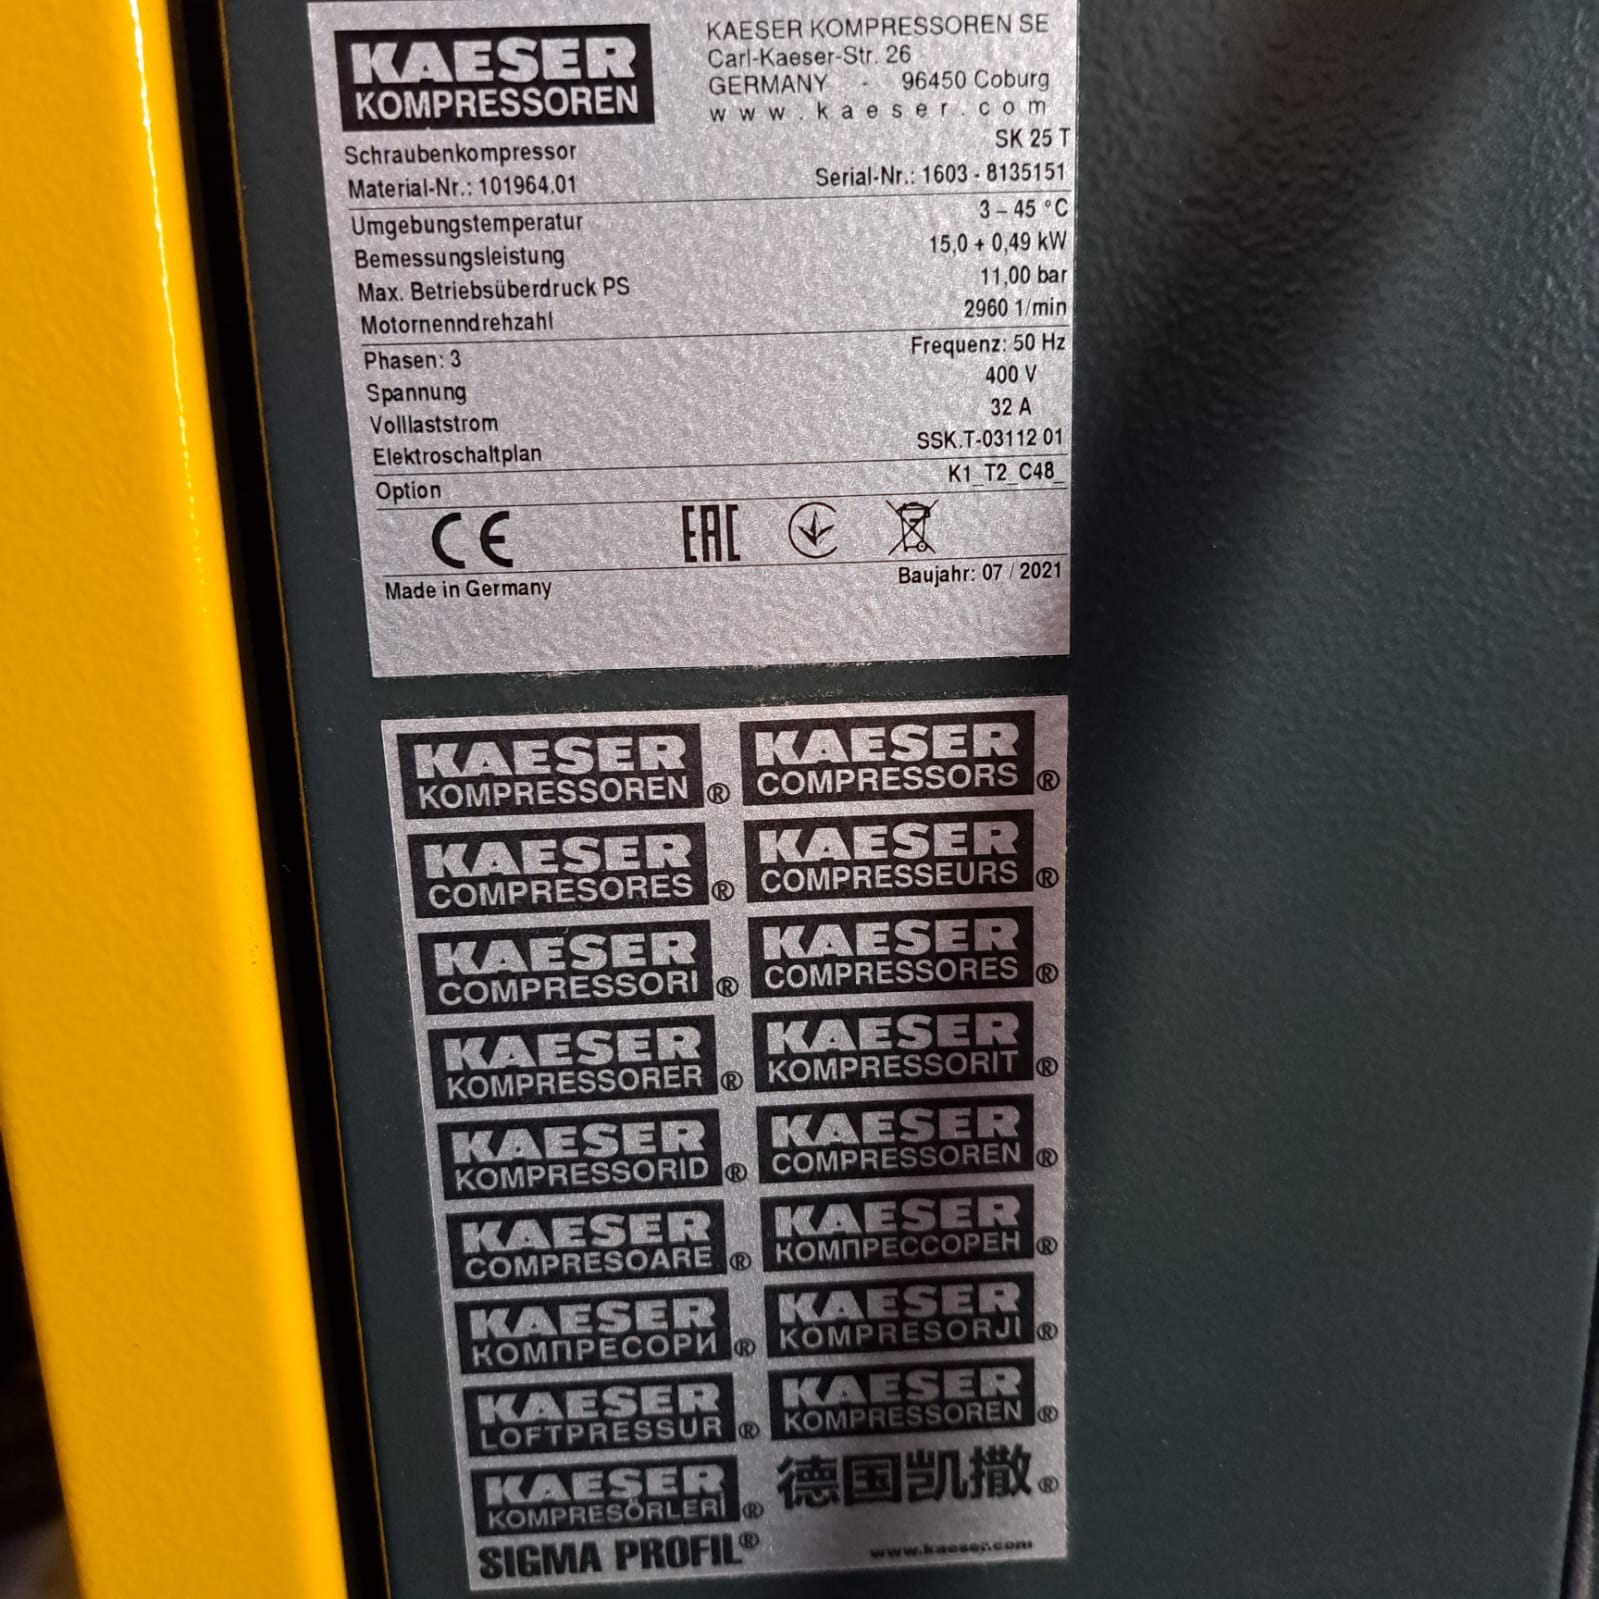 KAESER
KOMPRESSOREN
KAESER KOMPRESSOREN SE
Carl-Kaeser-Str. 26
GERMANY - 96450 Coburg
www.kaeser.com
Schraubenkompressor SK 25 T
Material-Nr.: 101964.01 Serial-Nr.: 1603 - 8135151
Umgebungstemperatur 3 – 45 °C
Bemessungsleistung 15,0 + 0,49 kW
Max. Betriebsüberdruck PS 11,00 bar
Motornenndrehzahl 2960 1/min
Phasen: 3 Frequenz: 50 Hz
Spannung 400 V
Volllaststrom 32 A
Elektroschaltplan SSK.T-03112 01
Option K1_T2_C48_
CE EAC
Made in Germany Baujahr: 07 / 2021
KAESER KAESER
KOMPRESSOREN® COMPRESSORS®
KAESER KAESER
COMPRESORES® COMPRESSEURS®
KAESER KAESER
COMPRESSORI® COMPRESSORES®
KAESER KAESER
KOMPRESSORER® KOMPRESSORIT®
KAESER KAESER
KOMPRESSORID® COMPRESSOREN®
KAESER KAESER
COMPRESOARE® КОМПРЕССОРЕН®
KAESER KAESER
КОМПРЕСОРИ® KOMPRESORJI®
KAESER KAESER
LOFTPRESSUR® KOMPRESSOREN®
KAESER 德国凯撒®
KOMPRESÖRLERİ®
SIGMA PROFIL® www.kaeser.com